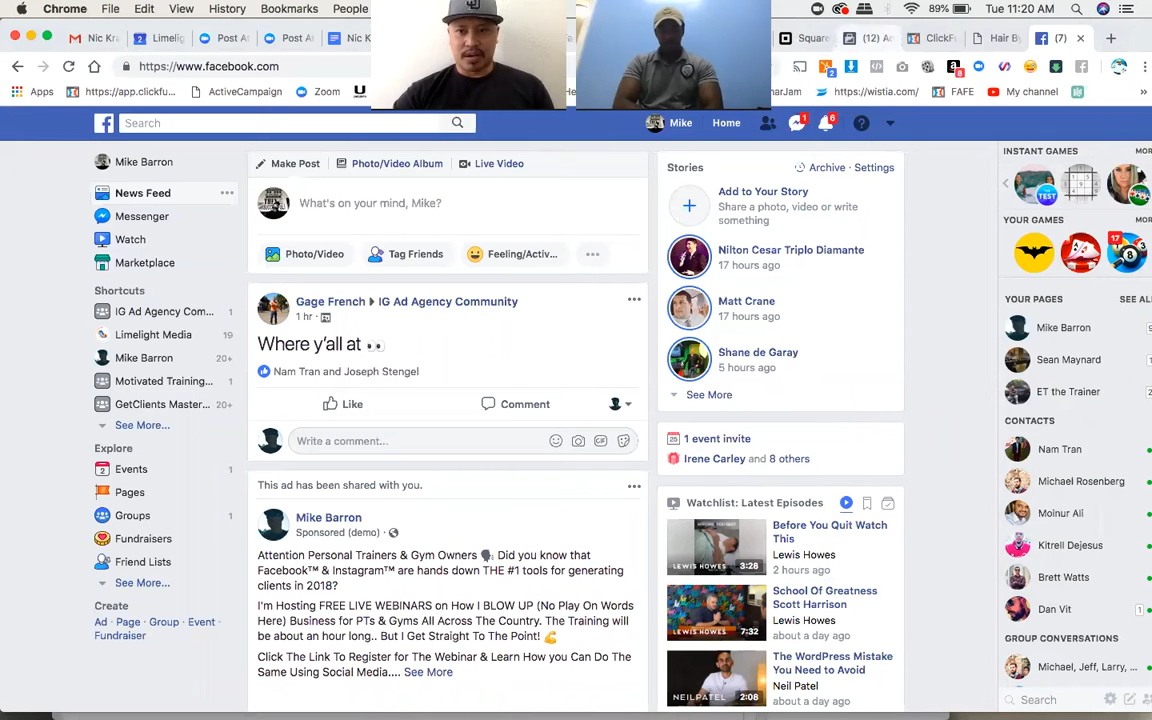 Chrome File Edit View History Bookmarks People
89% Tue 11:20 AM
Nic Kra
Limelig
Post A
Post A
Nic K
Square
(12) A
ClickF
Hair B
(7)
https://www.facebook.com
Apps
https://app.clickfu...
ActiveCampaign
Zoom
marJam
https://wistia.com/
FAFE
My channel
Search
Mike
Home
1
6
Mike Barron
News Feed
Messenger
Watch
Marketplace
Shortcuts
IG Ad Agency Com... 1
Limelight Media 19
Mike Barron 20+
Motivated Training...
GetClients Master... 20+
See More...
Explore
Events 1
Pages
Groups 1
Fundraisers
Friend Lists
See More...
Create
Ad · Page · Group · Event ·
Fundraiser
Make Post
Photo/Video Album
Live Video
What's on your mind, Mike?
Photo/Video
Tag Friends
Feeling/Activ...
Gage French IG Ad Agency Community
1 hr ·
Where y'all at 👀
Nam Tran and Joseph Stengel
Like
Comment
Write a comment...
GIF
This ad has been shared with you.
Mike Barron
Sponsored (demo) ·
Attention Personal Trainers & Gym Owners 🗣 Did you know that
Facebook™ & Instagram™ are hands down THE #1 tools for generating
clients in 2018?
I'm Hosting FREE LIVE WEBINARS on How I BLOW UP (No Play On Words
Here) Business for PTs & Gyms All Across The Country. The Training will
be about an hour long.. But I Get Straight To The Point! 💪
Click The Link To Register for The Webinar & Learn How you Can Do The
Same Using Social Media.... See More
Stories
Archive · Settings
Add to Your Story
Share a photo, video or write
something
Nilton Cesar Triplo Diamante
17 hours ago
Matt Crane
17 hours ago
Shane de Garay
5 hours ago
See More
1 event invite
Irene Carley and 8 others
Watchlist: Latest Episodes
LEWIS HOWES
3:28
Before You Quit Watch
This
Lewis Howes
2 hours ago
LEWIS HOWES
7:32
School Of Greatness
Scott Harrison
Lewis Howes
about a day ago
NEILPATEL
2:08
The WordPress Mistake
You Need to Avoid
Neil Patel
about a day ago
INSTANT GAMES
MOR
TEST
YOUR GAMES
MOR
17
YOUR PAGES
SEE ALL
Mike Barron
Sean Maynard
ET the Trainer
CONTACTS
Nam Tran
Michael Rosenberg
Moinur Ali
Kitrell Dejesus
Brett Watts
Dan Vit 1
GROUP CONVERSATIONS
Michael, Jeff, Larry, ...
Search